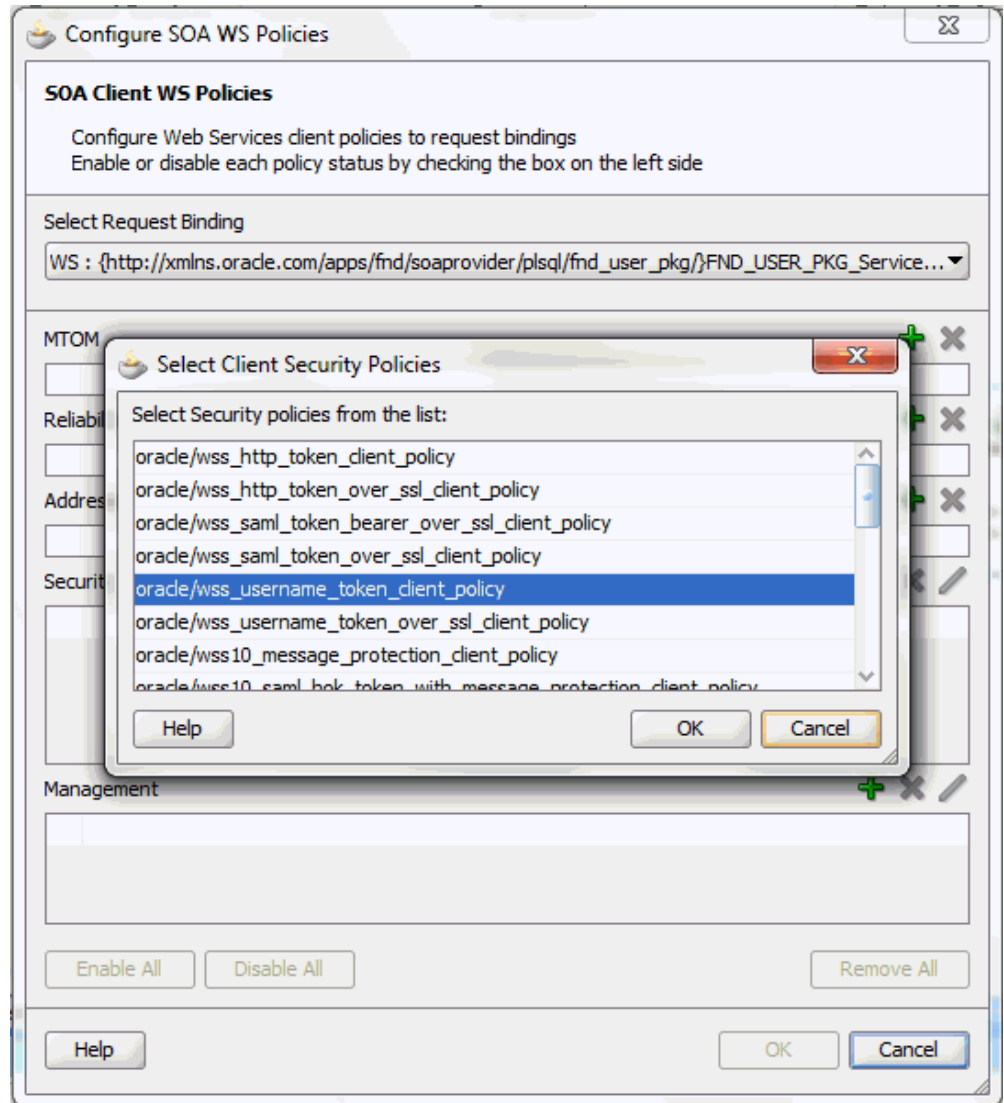 Configure SOA WS Policies
SOA Client WS Policies
Configure Web Services client policies to request bindings
Enable or disable each policy status by checking the box on the left side
Select Request Binding
WS : {http://xmlns.oracle.com/apps/fnd/soaprovider/plsql/fnd_user_pkg/}FND_USER_PKG_Service...
MTOM
Select Client Security Policies
Reliabil
Select Security policies from the list:
oracle/wss_http_token_client_policy
oracle/wss_http_token_over_ssl_client_policy
Addres
oracle/wss_saml_token_bearer_over_ssl_client_policy
oracle/wss_saml_token_over_ssl_client_policy
Securit
oracle/wss_username_token_client_policy
oracle/wss_username_token_over_ssl_client_policy
oracle/wss10_message_protection_client_policy
oracle/wss10_saml_hok_token_with_message_protection_client_policy
Help OK Cancel
Management
Enable All Disable All Remove All
Help OK Cancel